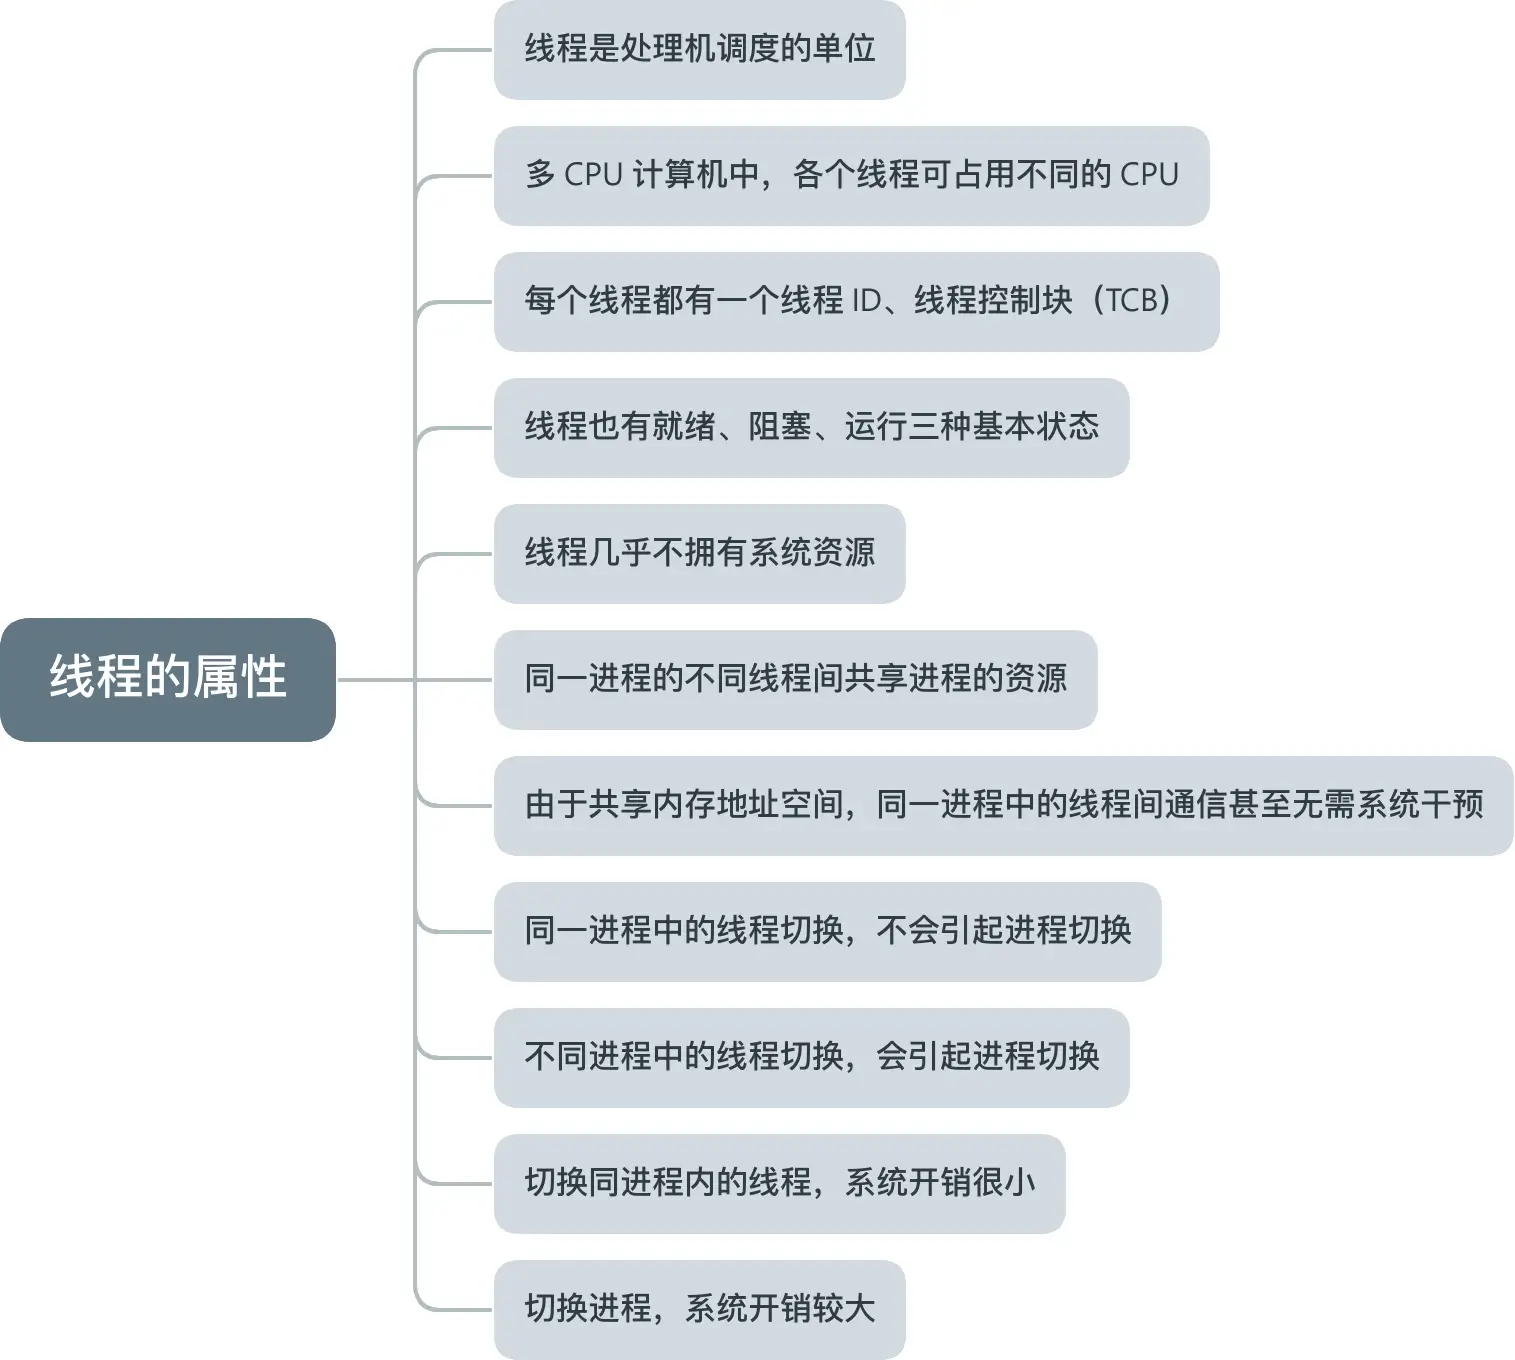 线程的属性
线程是处理机调度的单位
多 CPU 计算机中，各个线程可占用不同的 CPU
每个线程都有一个线程 ID、线程控制块（TCB）
线程也有就绪、阻塞、运行三种基本状态
线程几乎不拥有系统资源
同一进程的不同线程间共享进程的资源
由于共享内存地址空间，同一进程中的线程间通信甚至无需系统干预
同一进程中的线程切换，不会引起进程切换
不同进程中的线程切换，会引起进程切换
切换同进程内的线程，系统开销很小
切换进程，系统开销较大